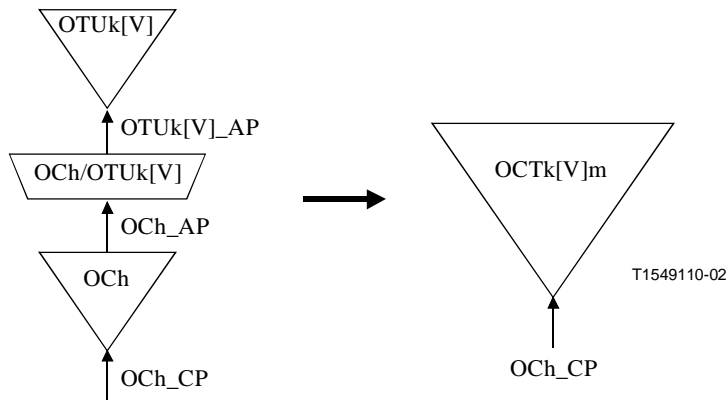 OTUk[V]
OTUk[V]_AP
OCh/OTUk[V]
OCh_AP
OCh
OCh_CP
OCTk[V]m
OCh_CP
T1549110-02